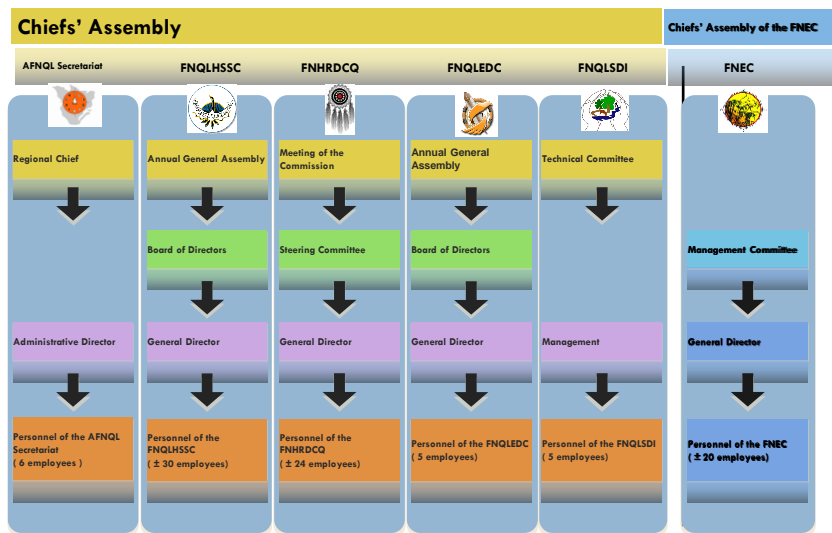 Chiefs' Assembly
Chiefs' Assembly of the FNEC
AFNQL Secretariat
FNQLHSSC
FNHRDCQ
FNQLEDC
FNQLSDI
FNEC
Regional Chief
Annual General Assembly
Meeting of the
Commission
Annual General
Assembly
Technical Committee
Board of Directors
Steering Committee
Board of Directors
Management Committee
Administrative Director
General Director
General Director
General Director
Management
General Director
Personnel of the AFNQL
Secretariat
( 6 employees )
Personnel of the
FNQLHSSC
( ± 30 employees)
Personnel of the
FNHRDCQ
( ± 24 employees)
Personnel of the FNQLEDC
( 5 employees)
Personnel of the FNQLSDI
( 5 employees)
Personnel of the FNEC
( ± 20 employees)